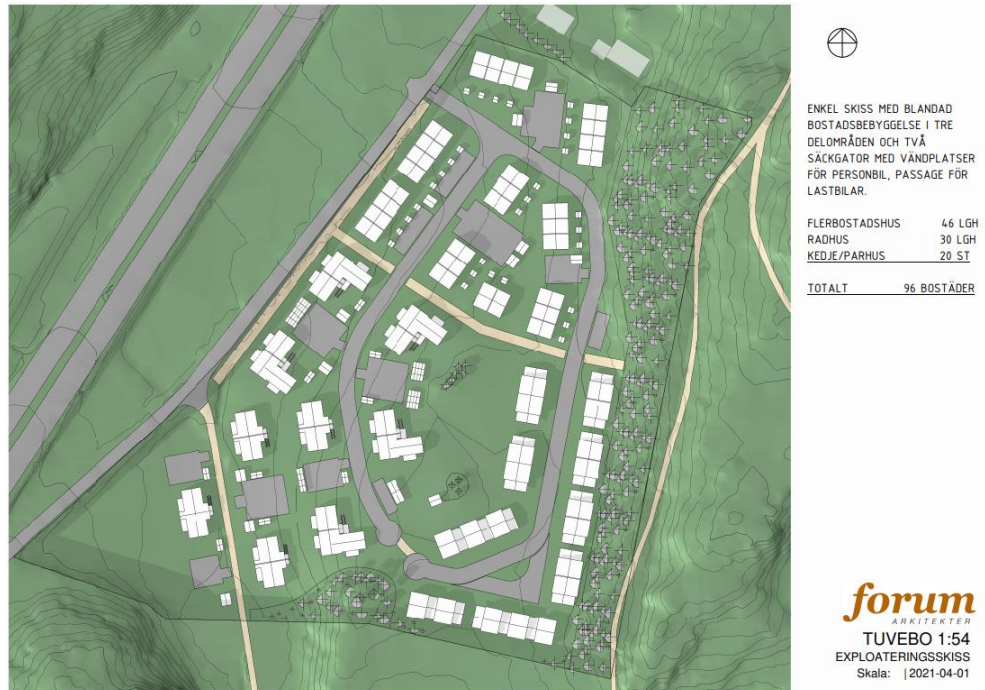 ENKEL SKISS MED BLANDAD
BOSTADSBEBYGGELSE I TRE
DELOMRÅDEN OCH TVÅ
SÄCKGATOR MED VÄNDPLATSER
FÖR PERSONBIL, PASSAGE FÖR
LASTBILAR.
FLERBOSTADSHUS 46 LGH
RADHUS 30 LGH
KEDJE/PARHUS 20 ST
TOTALT 96 BOSTÄDER
forum
ARKITEKTER
TUVEBO 1:54
EXPLOATERINGSSKISS
Skala: | 2021-04-01